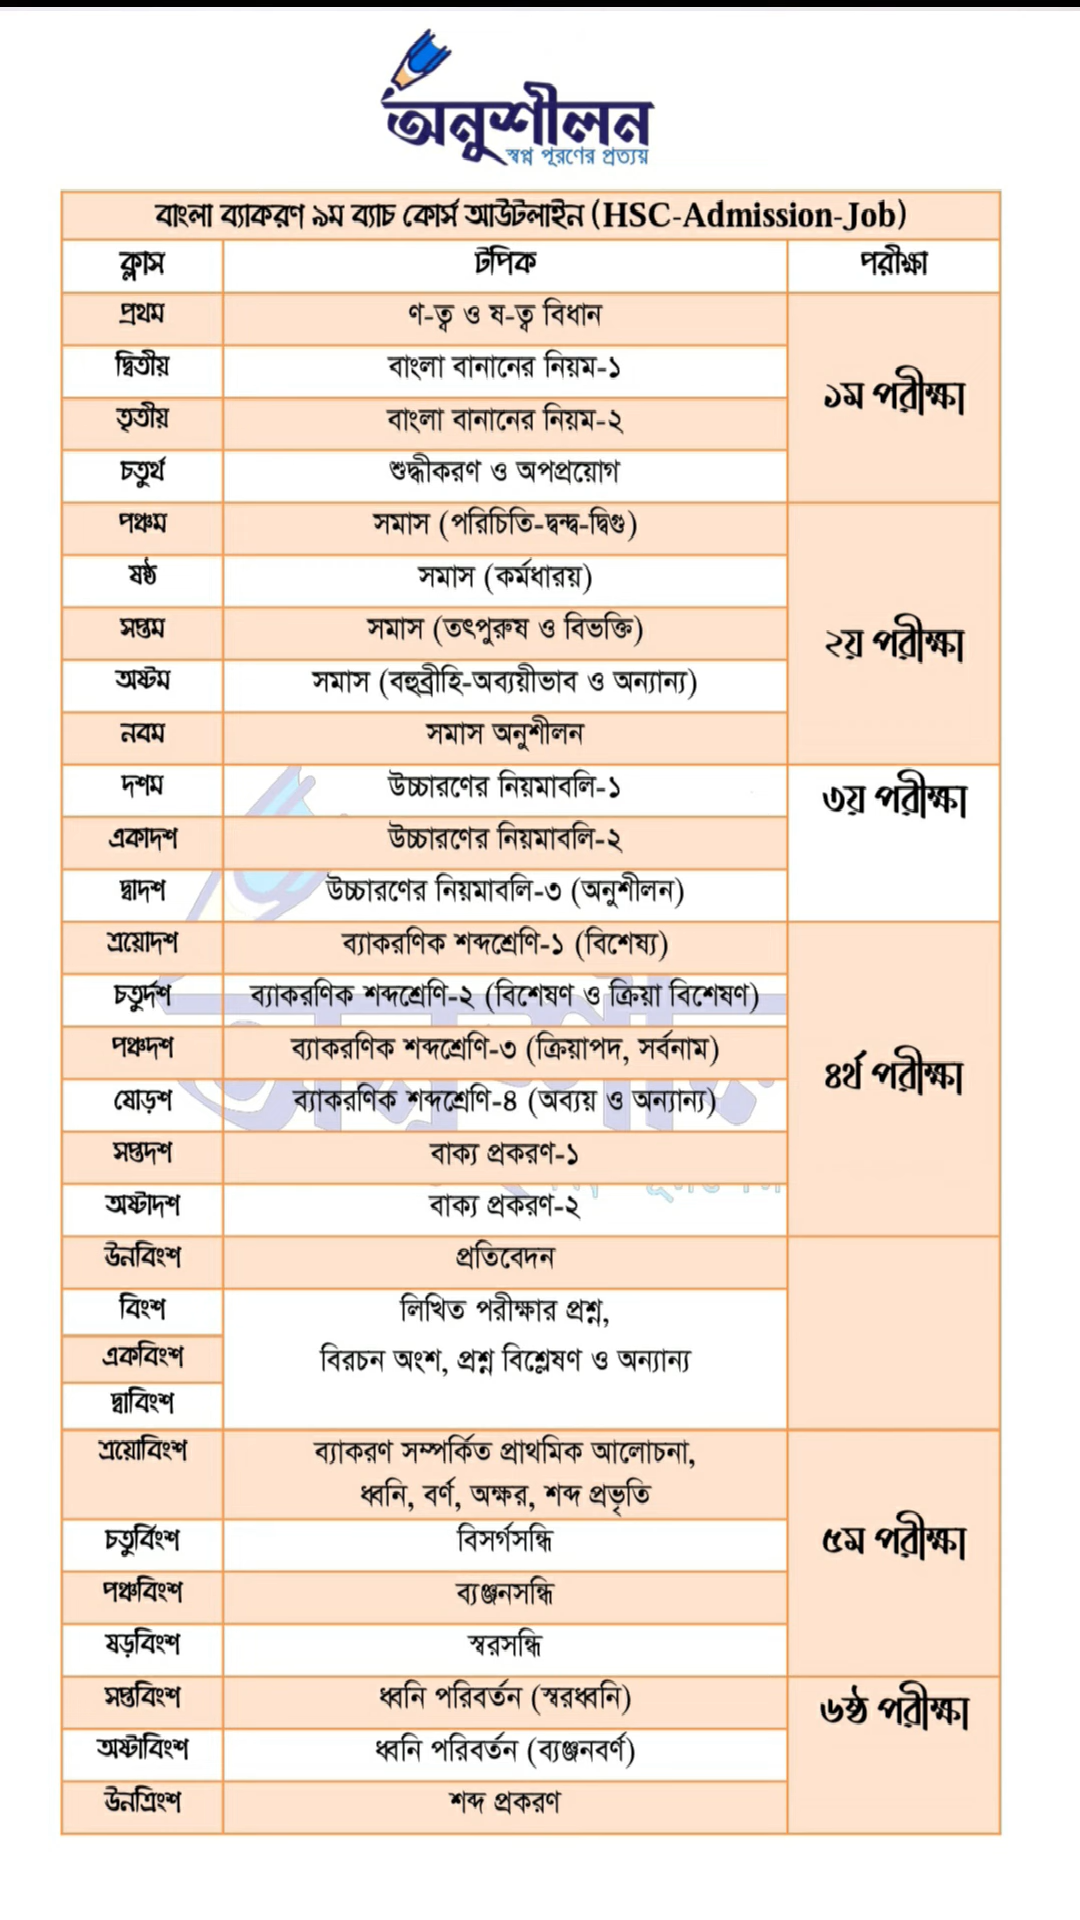 অনুশীলন
স্বপ্ন পূরণের প্রত্যয়
বাংলা ব্যাকরণ ৯ম ব্যাচ কোর্স আউটলাইন (HSC-Admission-Job)
ক্লাস টপিক পরীক্ষা
প্রথম ণ-ত্ব ও ষ-ত্ব বিধান
দ্বিতীয় বাংলা বানানের নিয়ম-১
১ম পরীক্ষা
তৃতীয় বাংলা বানানের নিয়ম-২
চতুর্থ শুদ্ধীকরণ ও অপপ্রয়োগ
পঞ্চম সমাস (পরিচিতি-দ্বন্দ্ব-দ্বিগু)
ষষ্ঠ সমাস (কর্মধারয়)
সপ্তম সমাস (তৎপুরুষ ও বিভক্তি)
২য় পরীক্ষা
অষ্টম সমাস (বহুব্রীহি-অব্যয়ীভাব ও অন্যান্য)
নবম সমাস অনুশীলন
দশম উচ্চারণের নিয়মাবলি-১
৩য় পরীক্ষা
একাদশ উচ্চারণের নিয়মাবলি-২
দ্বাদশ উচ্চারণের নিয়মাবলি-৩ (অনুশীলন)
ত্রয়োদশ ব্যাকরণিক শব্দশ্রেণি-১ (বিশেষ্য)
চতুর্দশ ব্যাকরণিক শব্দশ্রেণি-২ (বিশেষণ ও ক্রিয়া বিশেষণ)
পঞ্চদশ ব্যাকরণিক শব্দশ্রেণি-৩ (ক্রিয়াপদ, সর্বনাম)
৪র্থ পরীক্ষা
ষোড়শ ব্যাকরণিক শব্দশ্রেণি-৪ (অব্যয় ও অন্যান্য)
সপ্তদশ বাক্য প্রকরণ-১
অষ্টাদশ বাক্য প্রকরণ-২
ঊনবিংশ প্রতিবেদন
বিংশ লিখিত পরীক্ষার প্রশ্ন,
একবিংশ বিরচন অংশ, প্রশ্ন বিশ্লেষণ ও অন্যান্য
দ্বাবিংশ
ত্রয়োবিংশ ব্যাকরণ সম্পর্কিত প্রাথমিক আলোচনা,
ধ্বনি, বর্ণ, অক্ষর, শব্দ প্রভৃতি
চতুর্বিংশ বিসর্গসন্ধি ৫ম পরীক্ষা
পঞ্চবিংশ ব্যঞ্জনসন্ধি
ষড়বিংশ স্বরসন্ধি
সপ্তবিংশ ধ্বনি পরিবর্তন (স্বরধ্বনি) ৬ষ্ঠ পরীক্ষা
অষ্টাবিংশ ধ্বনি পরিবর্তন (ব্যঞ্জনবর্ণ)
ঊনত্রিংশ শব্দ প্রকরণ